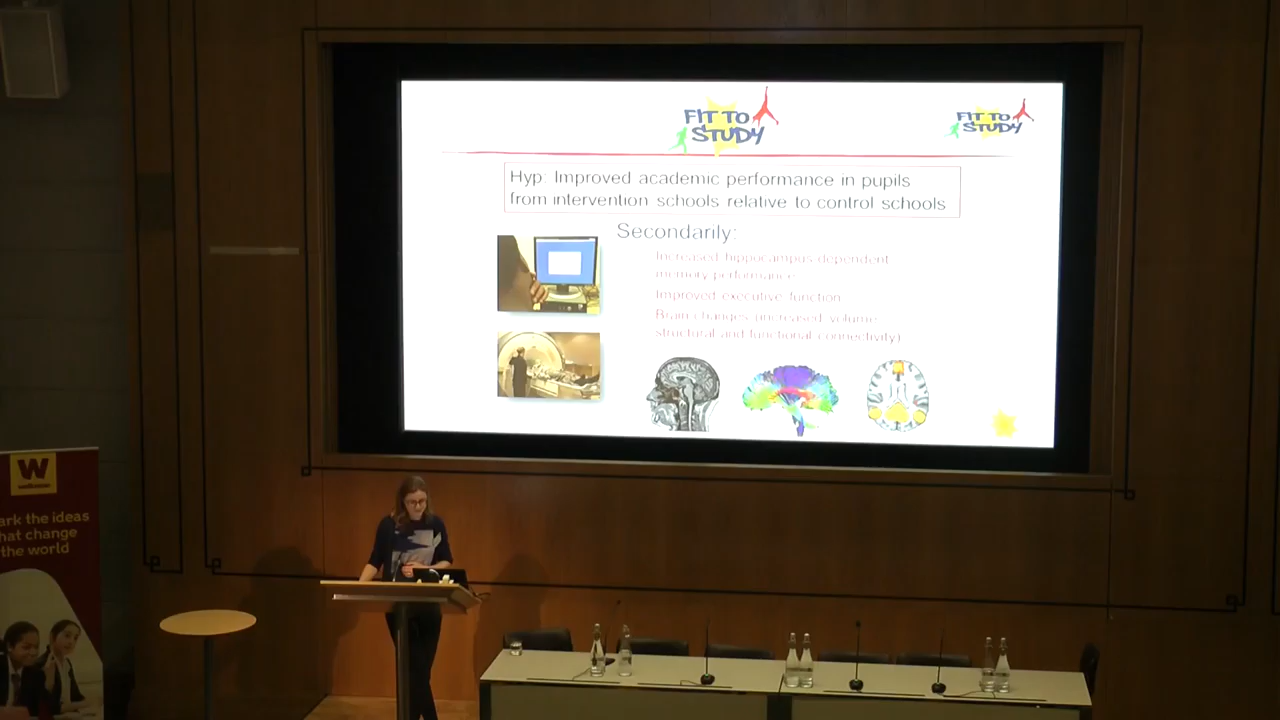 FIT TO
STUDY
FIT TO
STUDY
Hyp: Improved academic performance in pupils
from intervention schools relative to control schools
Secondarily:
Increased hippocampus-dependent
memory performance
Improved executive function
Brain changes (increased volume,
structural and functional connectivity)
W
wellcome
ark the ideas
hat change
the world